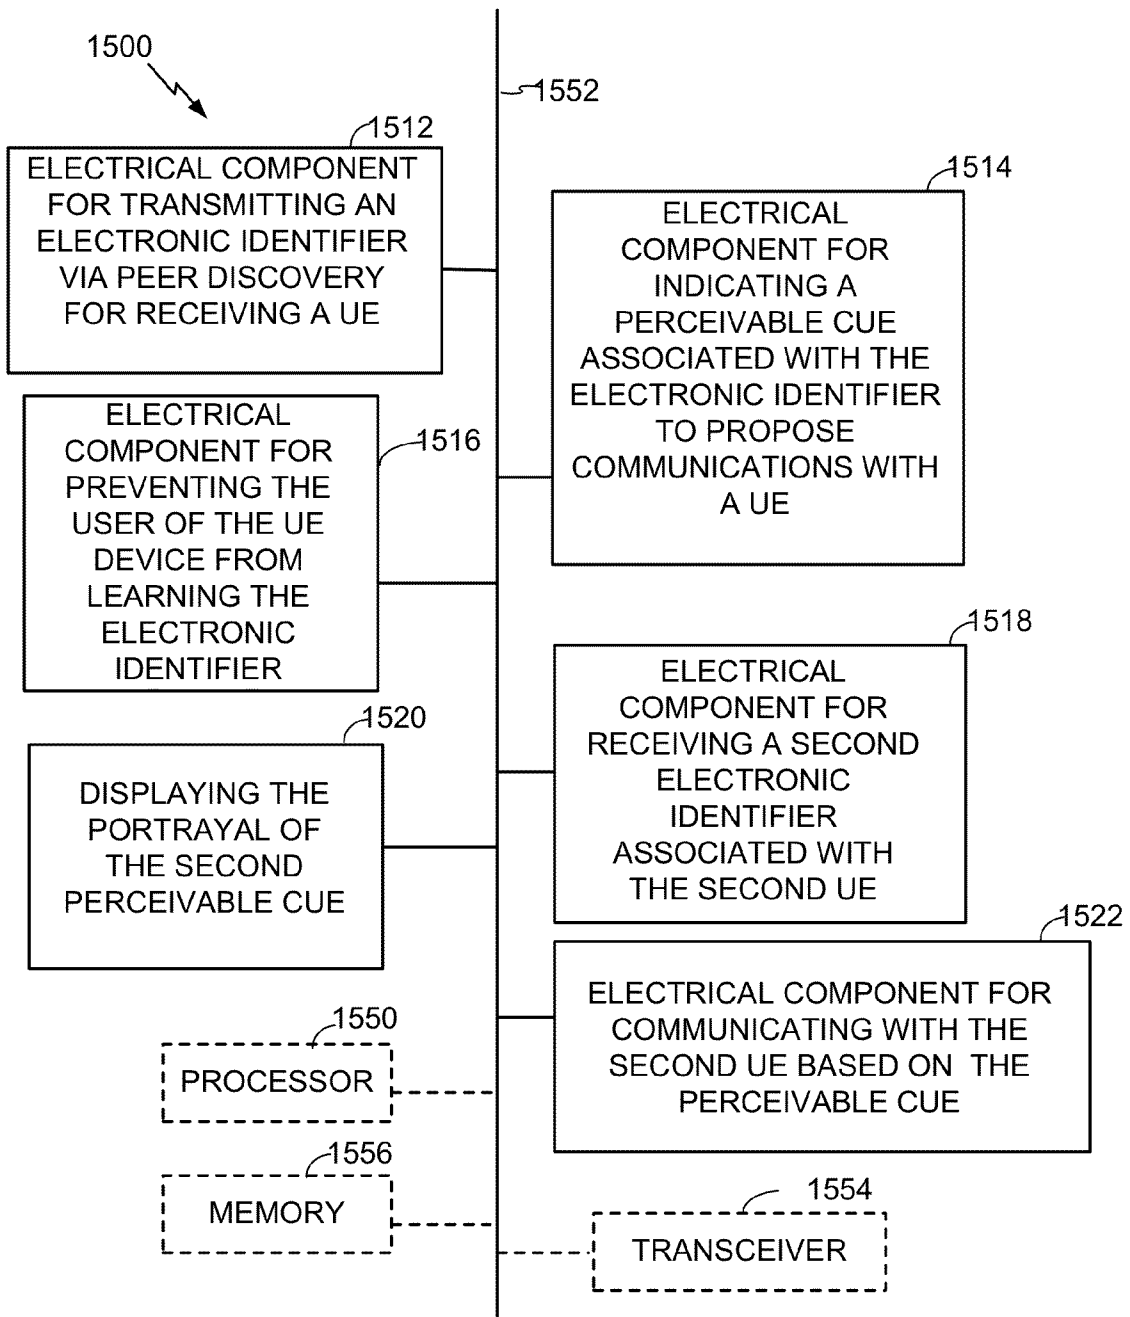 1500
1552
1512
ELECTRICAL COMPONENT
FOR TRANSMITTING AN
ELECTRONIC IDENTIFIER
VIA PEER DISCOVERY
FOR RECEIVING A UE
1514
ELECTRICAL
COMPONENT FOR
INDICATING A
PERCEIVABLE CUE
ASSOCIATED WITH THE
ELECTRONIC IDENTIFIER
TO PROPOSE
COMMUNICATIONS WITH
A UE
1516
ELECTRICAL
COMPONENT FOR
PREVENTING THE
USER OF THE UE
DEVICE FROM
LEARNING THE
ELECTRONIC
IDENTIFIER
1518
ELECTRICAL
COMPONENT FOR
RECEIVING A SECOND
ELECTRONIC
IDENTIFIER
ASSOCIATED WITH
THE SECOND UE
1520
DISPLAYING THE
PORTRAYAL OF
THE SECOND
PERCEIVABLE CUE
1522
ELECTRICAL COMPONENT FOR
COMMUNICATING WITH THE
SECOND UE BASED ON THE
PERCEIVABLE CUE
1550
PROCESSOR
1556
MEMORY
1554
TRANSCEIVER